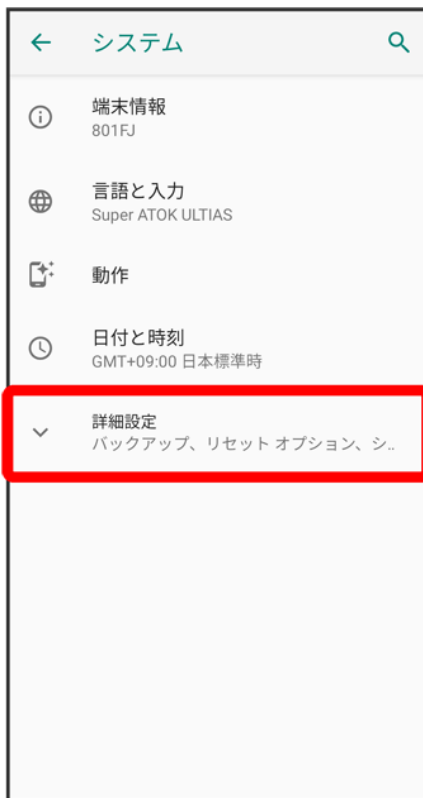 システム
端末情報
801FJ
言語と入力
Super ATOK ULTIAS
動作
日付と時刻
GMT+09:00 日本標準時
詳細設定
バックアップ、リセット オプション、シ..